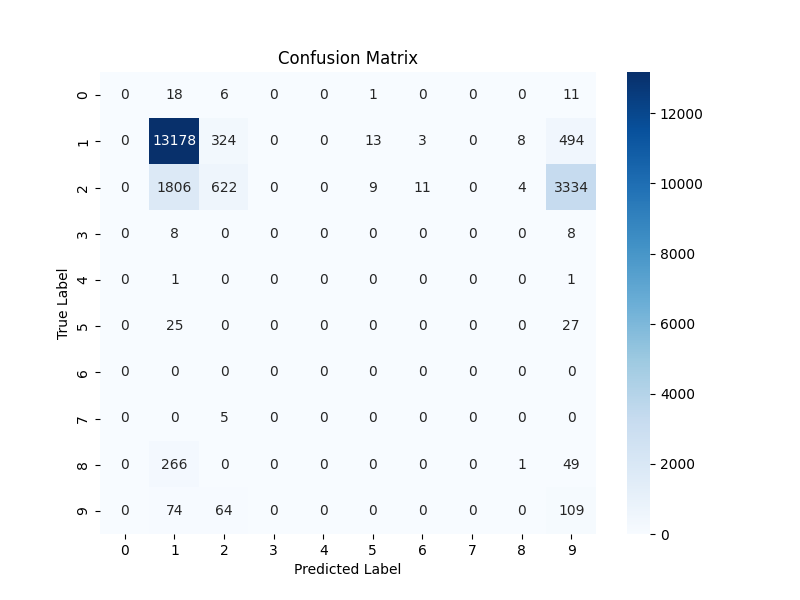 Confusion Matrix
0 0 18 6 0 0 1 0 0 0 11
1 0 13178 324 0 0 13 3 0 8 494
2 0 1806 622 0 0 9 11 0 4 3334
3 0 8 0 0 0 0 0 0 0 8
4 0 1 0 0 0 0 0 0 0 1
5 0 25 0 0 0 0 0 0 0 27
6 0 0 0 0 0 0 0 0 0 0
7 0 0 5 0 0 0 0 0 0 0
8 0 266 0 0 0 0 0 0 1 49
9 0 74 64 0 0 0 0 0 0 109
0 1 2 3 4 5 6 7 8 9
Predicted Label
True Label
12000
10000
8000
6000
4000
2000
0